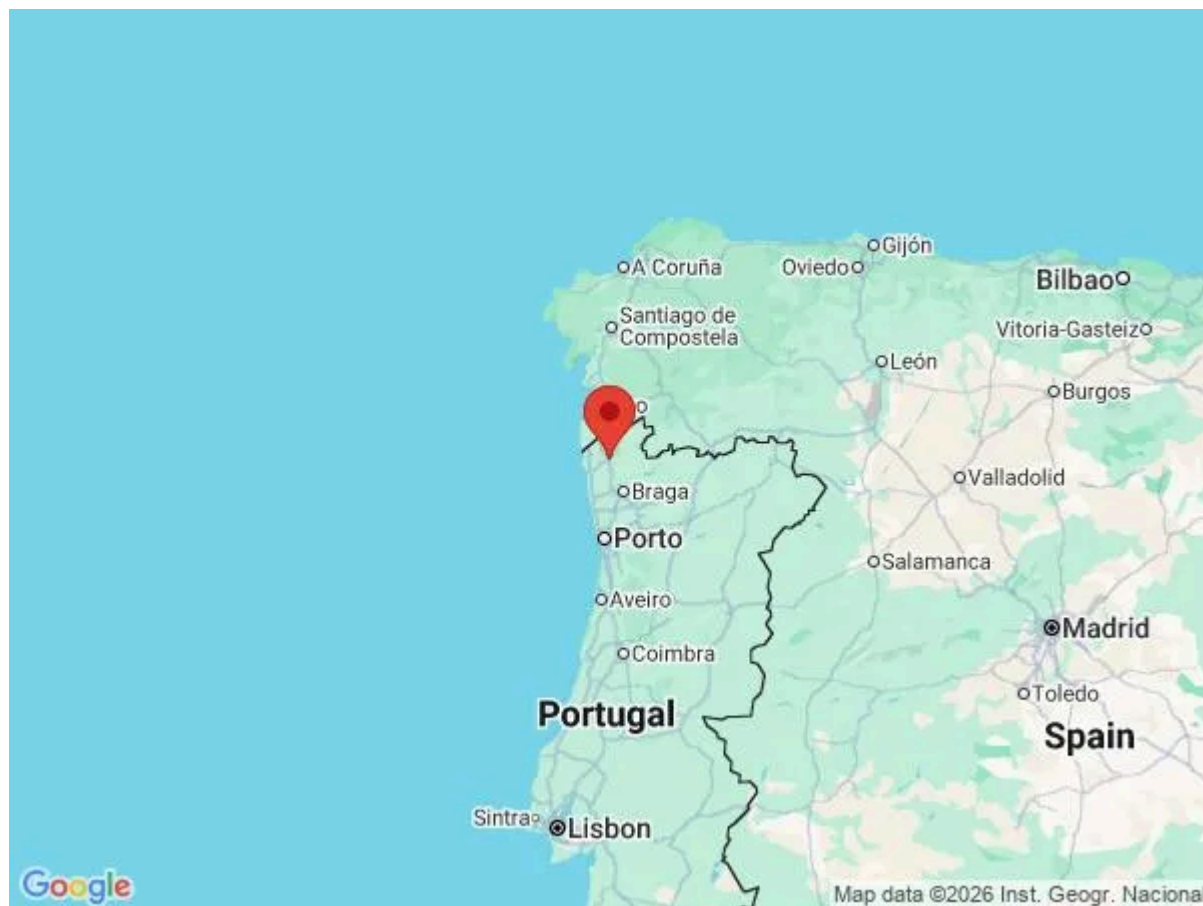 Gijón
A Coruña
Oviedo
Bilbao
Santiago de
Compostela
Vitoria-Gasteiz
León
Burgos
Valladolid
Braga
Porto
Salamanca
Aveiro
Madrid
Coimbra
Toledo
Portugal
Spain
Sintra
Lisbon
Google
Map data ©2026 Inst. Geogr. Nacional